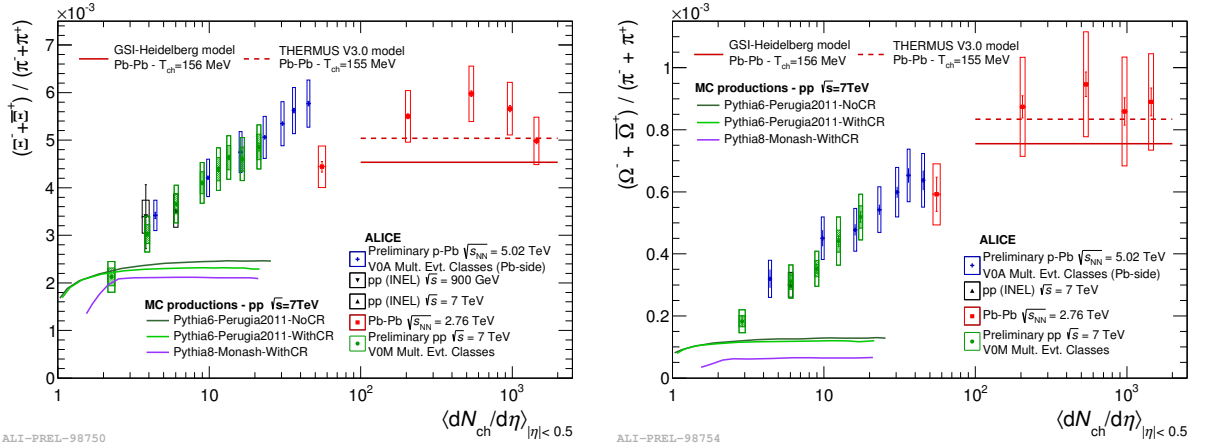 ×10⁻³
(Ξ⁻+Ξ̅⁺) / (π⁻+π⁺)
7
6
5
4
3
2
1
0
GSI-Heidelberg model
Pb-Pb - T_ch=156 MeV
THERMUS V3.0 model
Pb-Pb - T_ch=155 MeV
MC productions - pp √s=7TeV
Pythia6-Perugia2011-NoCR
Pythia6-Perugia2011-WithCR
Pythia8-Monash-WithCR
ALICE
Preliminary p-Pb √s_NN = 5.02 TeV
V0A Mult. Evt. Classes (Pb-side)
pp (INEL) √s = 900 GeV
pp (INEL) √s = 7 TeV
Pb-Pb √s_NN = 2.76 TeV
Preliminary pp √s = 7 TeV
V0M Mult. Evt. Classes
1 10 10² 10³
⟨dN_ch/dη⟩_|η|< 0.5
ALI-PREL-98750
×10⁻³
(Ω⁻ + Ω̅⁺) / (π⁻ + π⁺)
1
0.8
0.6
0.4
0.2
0
GSI-Heidelberg model
Pb-Pb - T_ch=156 MeV
THERMUS V3.0 model
Pb-Pb - T_ch=155 MeV
MC productions - pp √s=7TeV
Pythia6-Perugia2011-NoCR
Pythia6-Perugia2011-WithCR
Pythia8-Monash-WithCR
ALICE
Preliminary p-Pb √s_NN = 5.02 TeV
V0A Mult. Evt. Classes (Pb-side)
pp (INEL) √s = 7 TeV
Pb-Pb √s_NN = 2.76 TeV
Preliminary pp √s = 7 TeV
V0M Mult. Evt. Classes
1 10 10² 10³
⟨dN_ch/dη⟩_|η|< 0.5
ALI-PREL-98754